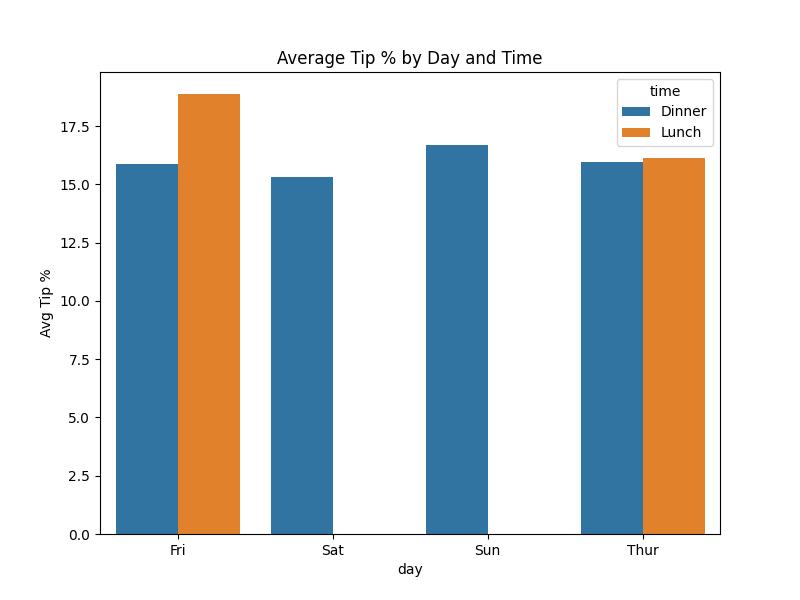 Average Tip % by Day and Time
time
Dinner
Lunch
17.5
15.0
12.5
10.0
7.5
5.0
2.5
0.0
Avg Tip %
Fri Sat Sun Thur
day